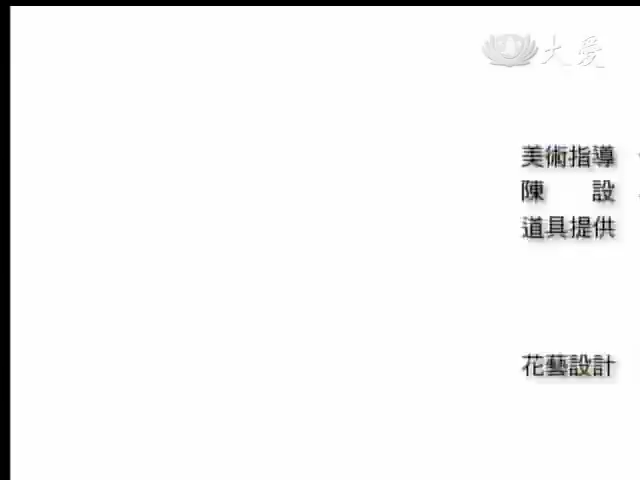 大愛
美術指導
陳設
道具提供
花藝設計